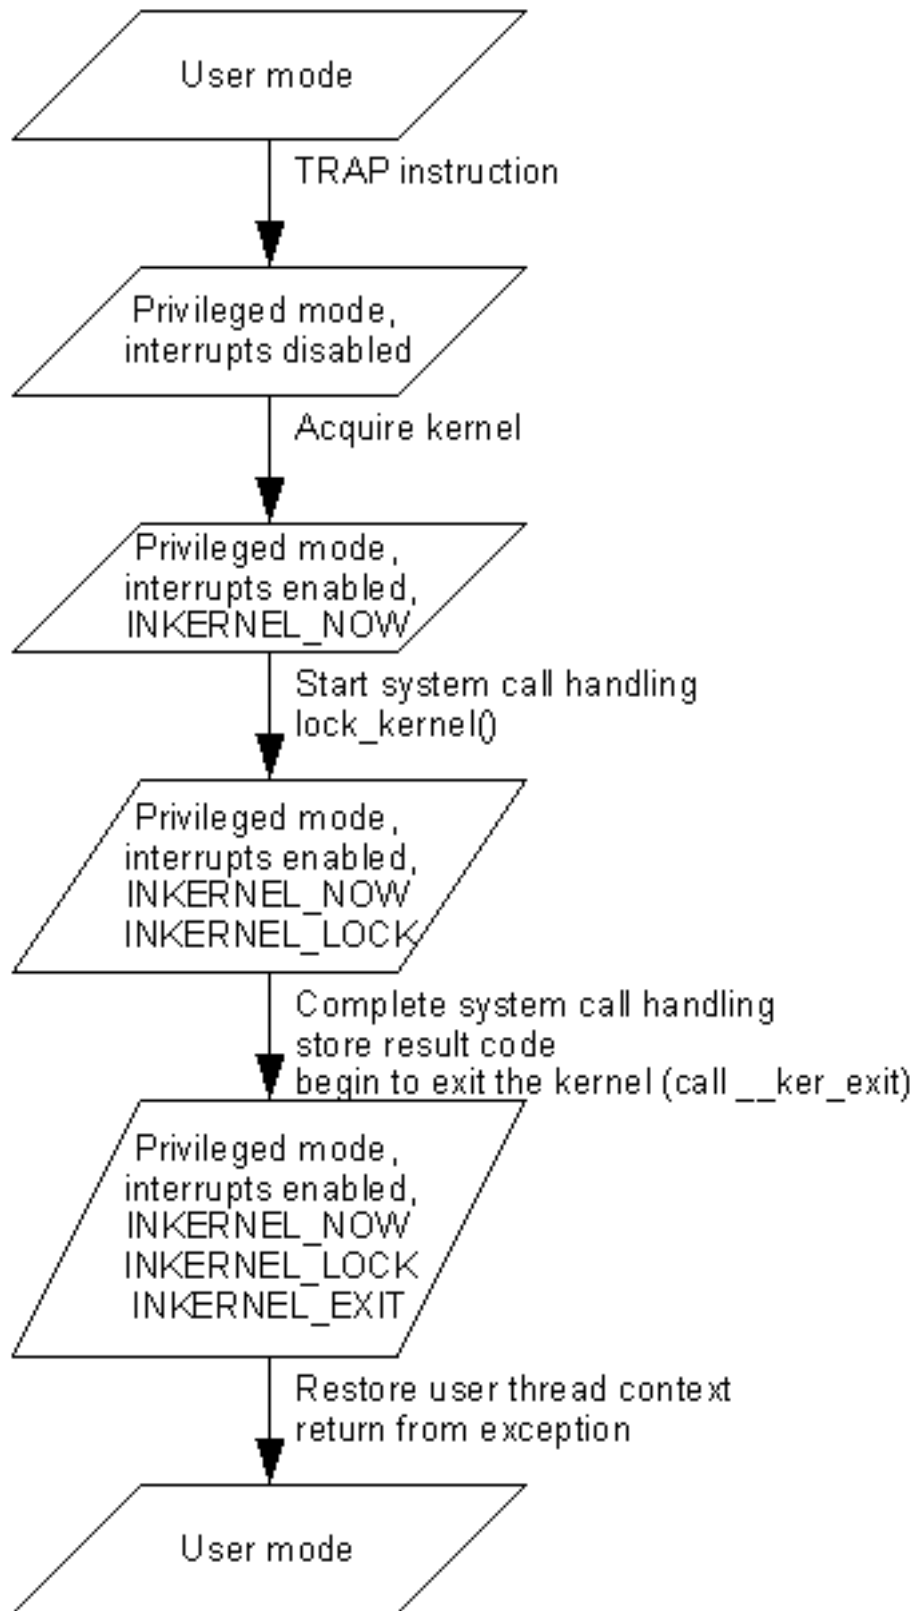 User mode
TRAP instruction
Privileged mode,
interrupts disabled
Acquire kernel
Privileged mode,
interrupts enabled,
INKERNEL_NOW
Start system call handling
lock_kernel()
Privileged mode,
interrupts enabled,
INKERNEL_NOW
INKERNEL_LOCK
Complete system call handling
store result code
begin to exit the kernel (call __ker_exit)
Privileged mode,
interrupts enabled,
INKERNEL_NOW
INKERNEL_LOCK
INKERNEL_EXIT
Restore user thread context
return from exception
User mode